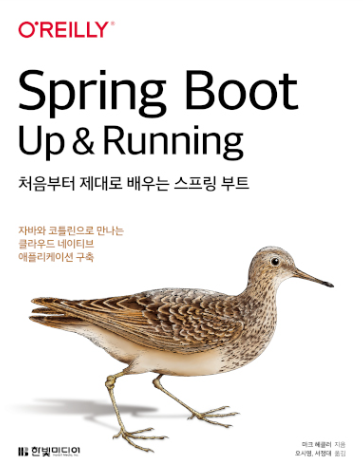 O'REILLY®
Spring Boot
Up & Running
처음부터 제대로 배우는 스프링 부트
자바와 코틀린으로 만나는
클라우드 네이티브
애플리케이션 구축
마크 헤클러 지음
오시영, 서정대 옮김
한빛미디어